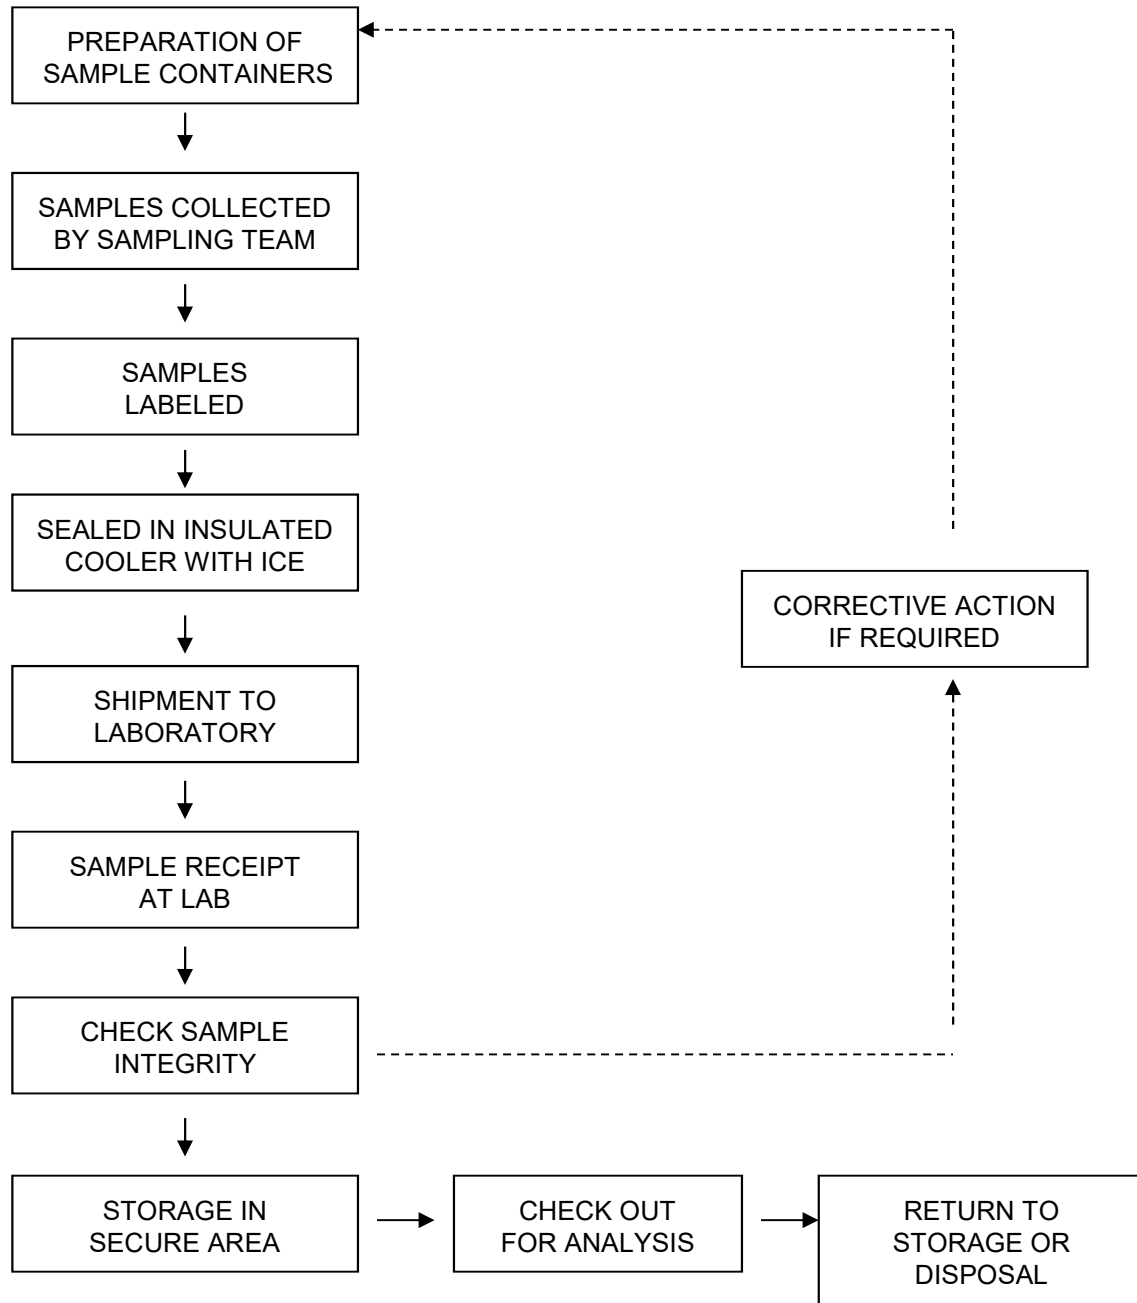 PREPARATION OF
SAMPLE CONTAINERS
SAMPLES COLLECTED
BY SAMPLING TEAM
SAMPLES
LABELED
SEALED IN INSULATED
COOLER WITH ICE
CORRECTIVE ACTION
IF REQUIRED
SHIPMENT TO
LABORATORY
SAMPLE RECEIPT
AT LAB
CHECK SAMPLE
INTEGRITY
STORAGE IN
SECURE AREA
CHECK OUT
FOR ANALYSIS
RETURN TO
STORAGE OR
DISPOSAL